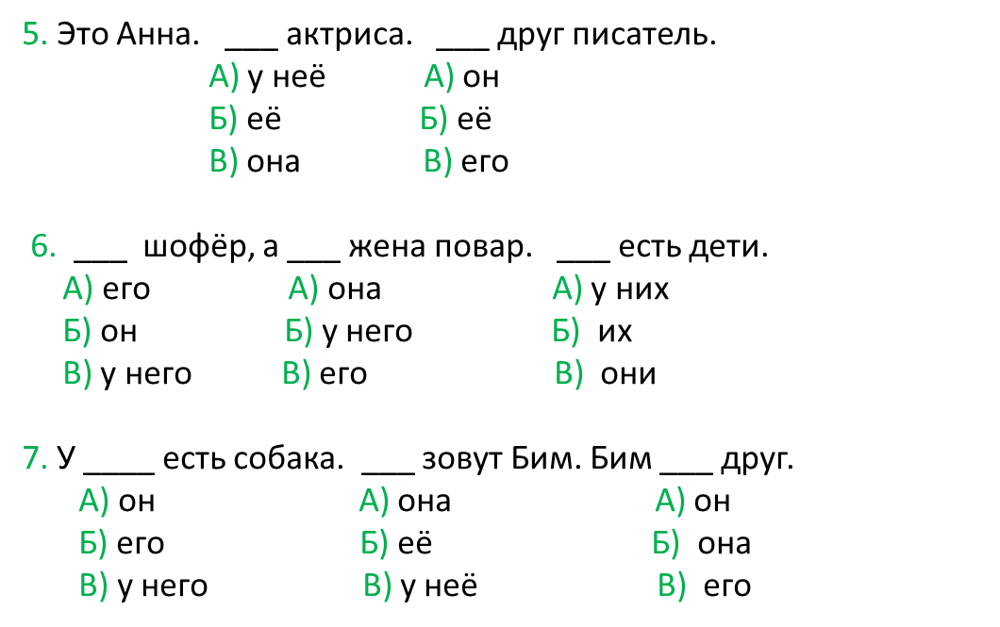 5. Это Анна. ___ актриса. ___ друг писатель.
А) у неё А) он
Б) её Б) её
В) она В) его
6. ___ шофёр, а ___ жена повар. ___ есть дети.
А) его А) она А) у них
Б) он Б) у него Б) их
В) у него В) его В) они
7. У ____ есть собака. ___ зовут Бим. Бим ___ друг.
А) он А) она А) он
Б) его Б) её Б) она
В) у него В) у неё В) его